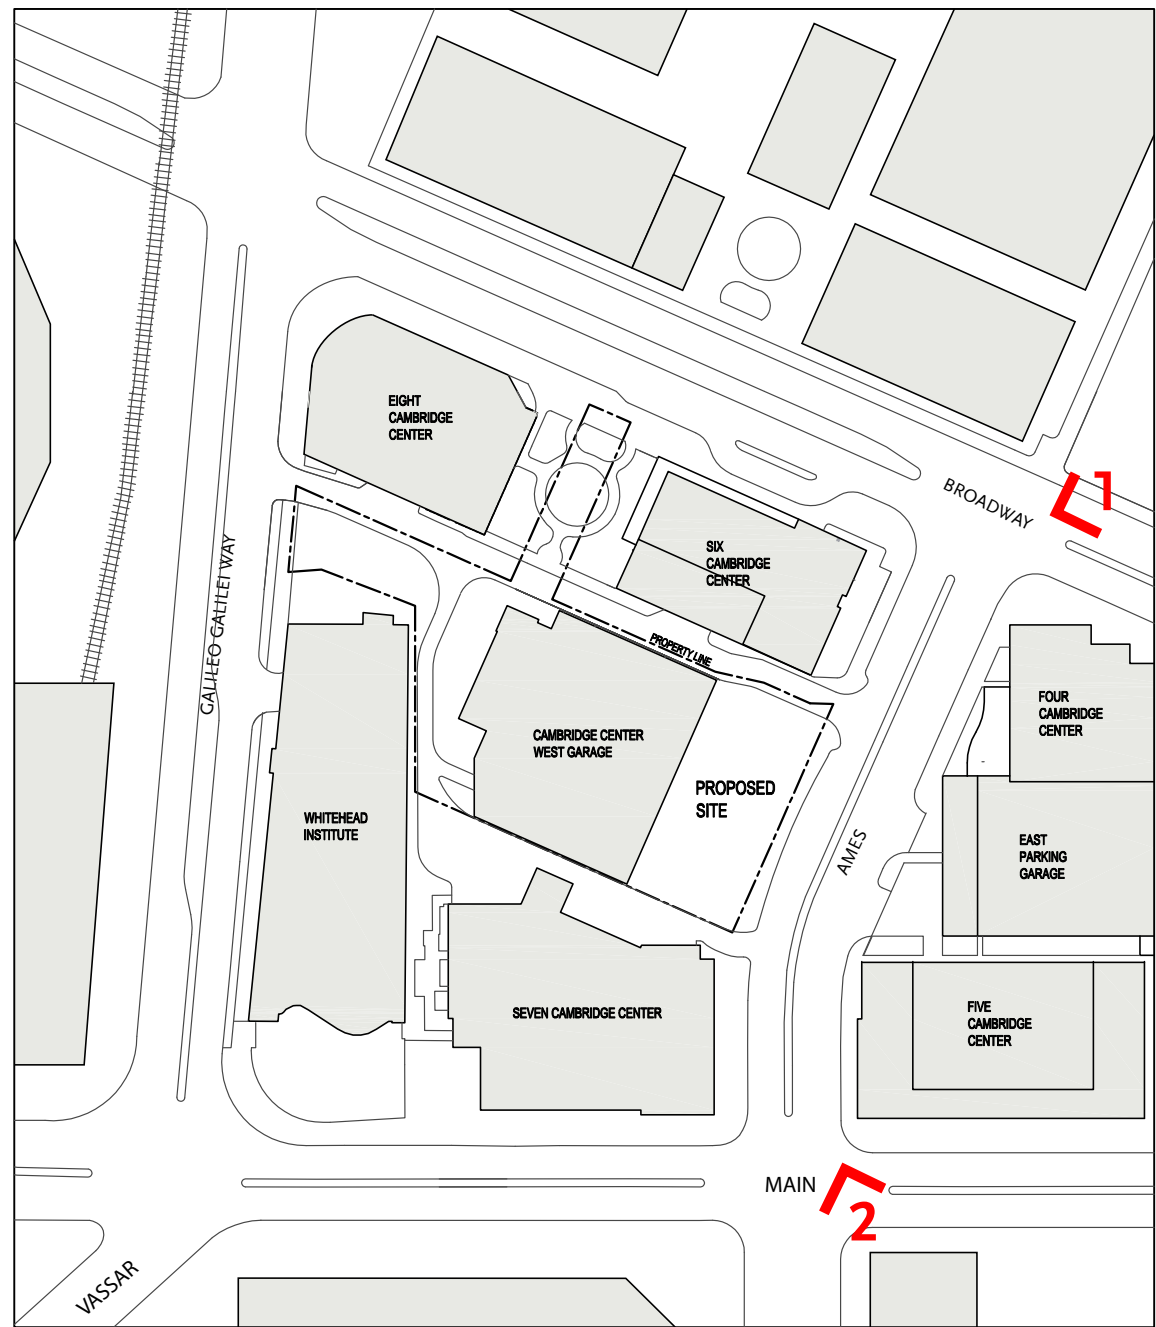 EIGHT
CAMBRIDGE
CENTER
BROADWAY
1
SIX
CAMBRIDGE
CENTER
GALILEO GALILEI WAY
PROPERTY LINE
FOUR
CAMBRIDGE
CENTER
CAMBRIDGE CENTER
WEST GARAGE
PROPOSED
SITE
WHITEHEAD
INSTITUTE
AMES
EAST
PARKING
GARAGE
SEVEN CAMBRIDGE CENTER
FIVE
CAMBRIDGE
CENTER
MAIN
2
VASSAR